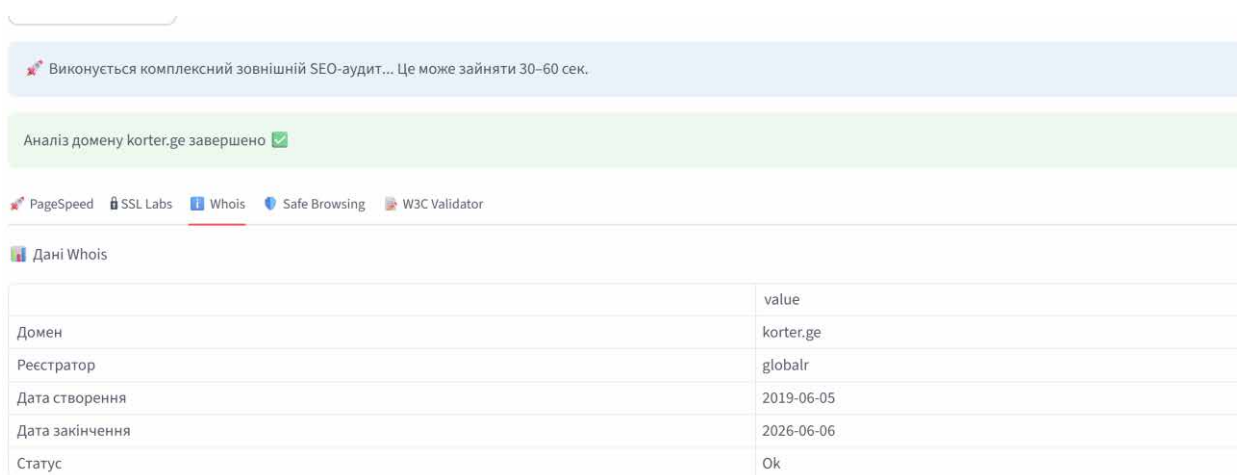 🚀 Виконується комплексний зовнішній SEO-аудит... Це може зайняти 30–60 сек.
Аналіз домену korter.ge завершено ✅
🚀 PageSpeed 🔒 SSL Labs ℹ️ Whois 🛡️ Safe Browsing 📝 W3C Validator
📊 Дані Whois
value
Домен korter.ge
Реєстратор globalr
Дата створення 2019-06-05
Дата закінчення 2026-06-06
Статус Ok